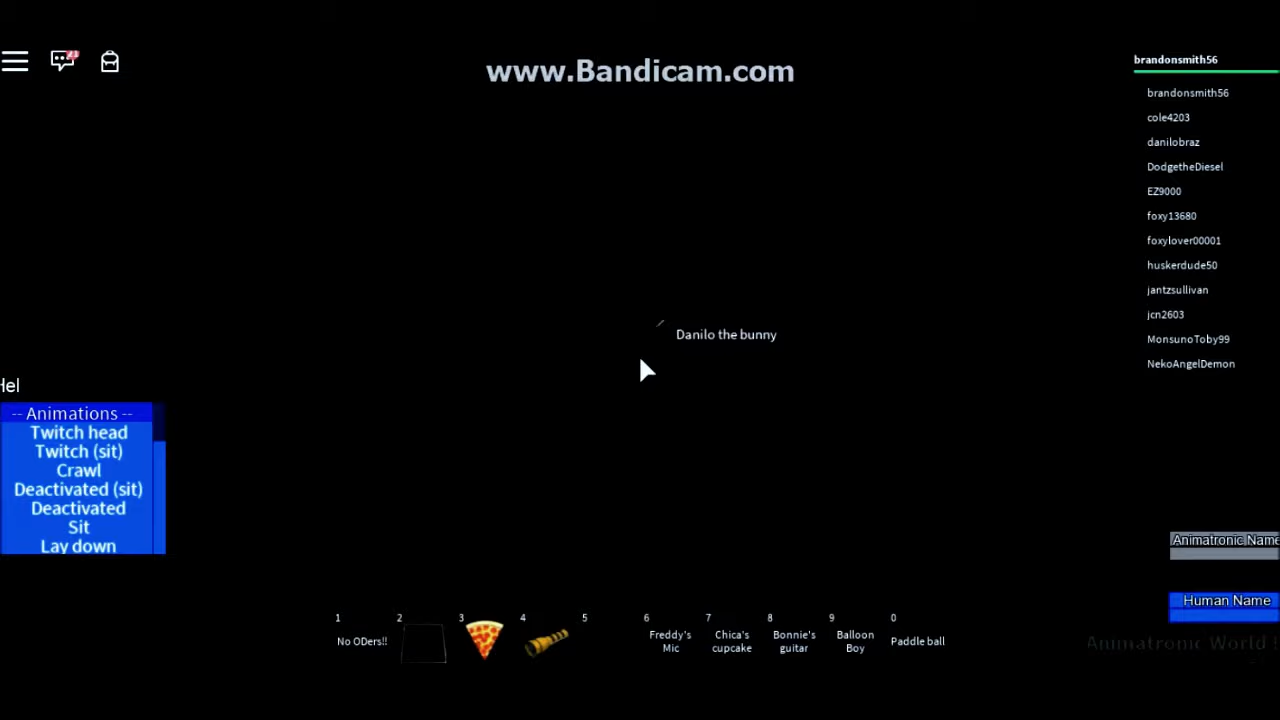 21
www.Bandicam.com
brandonsmith56
brandonsmith56
cole4203
danilobraz
DodgetheDiesel
EZ9000
foxy13680
foxylover00001
huskerdude50
jantzsullivan
jcn2603
MonsunoToby99
NekoAngelDemon
Danilo the bunny
Hel
-- Animations --
Twitch head
Twitch (sit)
Crawl
Deactivated (sit)
Deactivated
Sit
Lay down
Animatronic Name
Human Name
Animatronic World
1 2 3 4 5 6 7 8 9 0
No ODers!!
Freddy's Mic
Chica's cupcake
Bonnie's guitar
Balloon Boy
Paddle ball